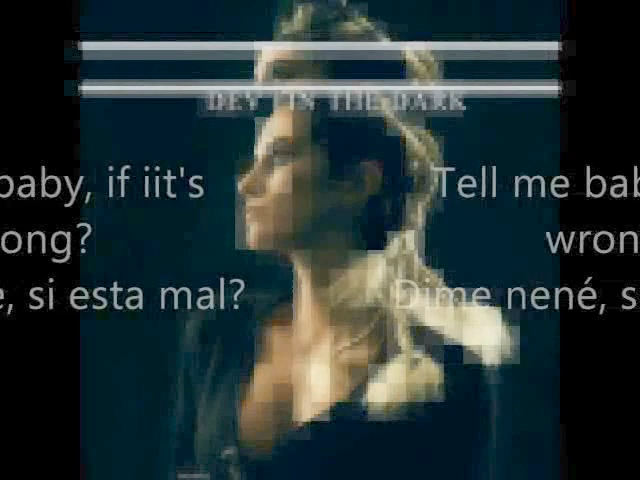 DEV IN THE DARK
baby, if iit's Tell me bab
ong? wron
e, si esta mal? Dime nené, s